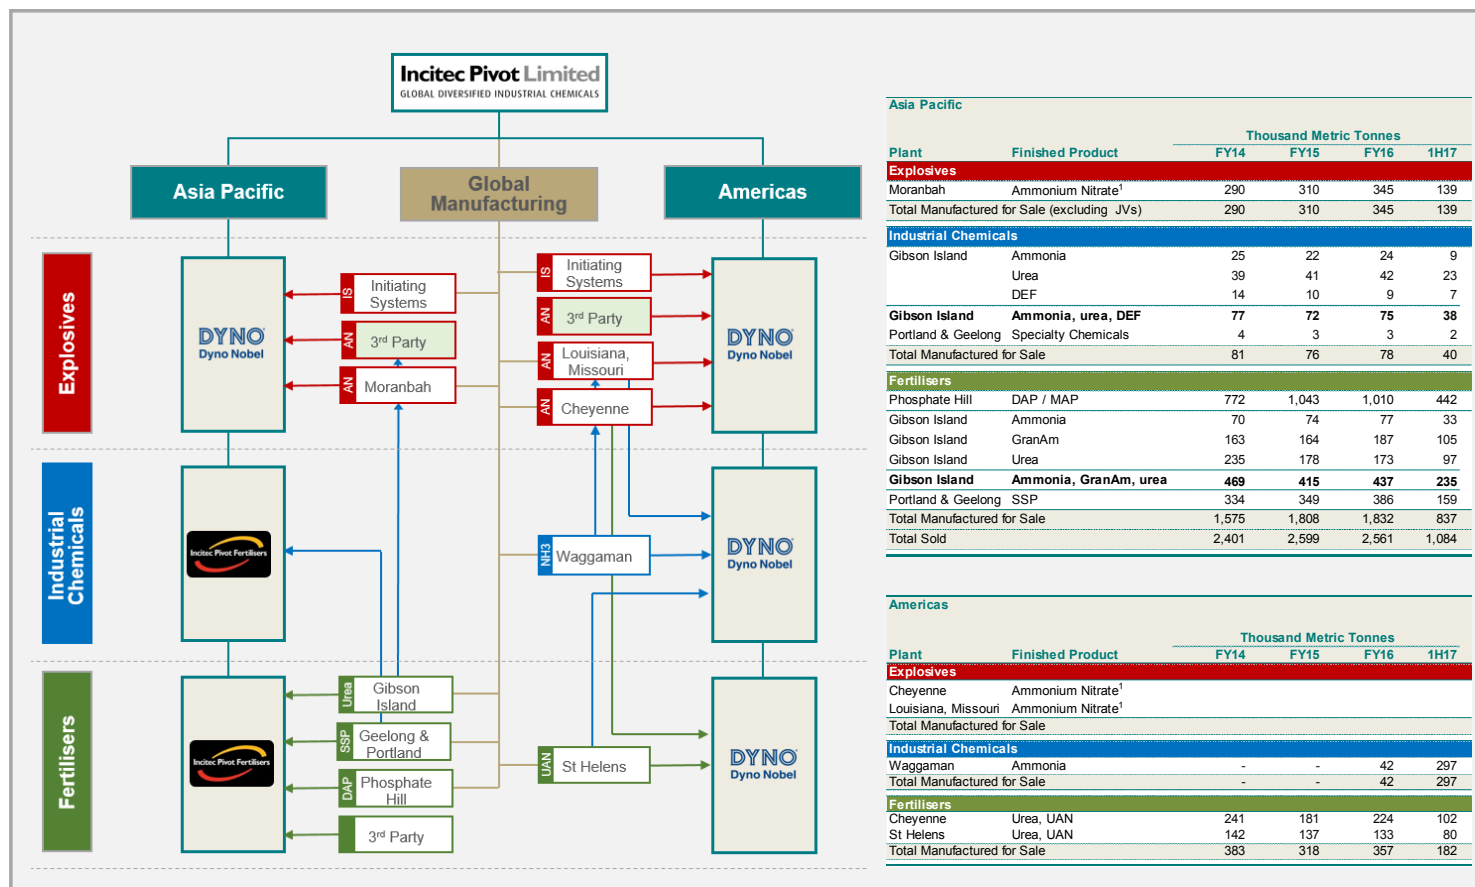 Incitec Pivot Limited
GLOBAL DIVERSIFIED INDUSTRIAL CHEMICALS
Asia Pacific
Global
Manufacturing
Americas
Explosives
DYNO
Dyno Nobel
IS
Initiating
Systems
AN
3rd Party
AN
Moranbah
IS
Initiating
Systems
AN
3rd Party
AN
Louisiana,
Missouri
AN
Cheyenne
DYNO
Dyno Nobel
Industrial
Chemicals
Incitec Pivot Fertilisers
NH3
Waggaman
DYNO
Dyno Nobel
Fertilisers
Incitec Pivot Fertilisers
Urea
Gibson
Island
SSP
Geelong &
Portland
DAP
Phosphate
Hill
3rd Party
UAN
St Helens
DYNO
Dyno Nobel
Asia Pacific
Thousand Metric Tonnes
Plant Finished Product FY14 FY15 FY16 1H17
Explosives
Moranbah Ammonium Nitrate1 290 310 345 139
Total Manufactured for Sale (excluding JVs) 290 310 345 139
Industrial Chemicals
Gibson Island Ammonia 25 22 24 9
Urea 39 41 42 23
DEF 14 10 9 7
Gibson Island Ammonia, urea, DEF 77 72 75 38
Portland & Geelong Specialty Chemicals 4 3 3 2
Total Manufactured for Sale 81 76 78 40
Fertilisers
Phosphate Hill DAP / MAP 772 1,043 1,010 442
Gibson Island Ammonia 70 74 77 33
Gibson Island GranAm 163 164 187 105
Gibson Island Urea 235 178 173 97
Gibson Island Ammonia, GranAm, urea 469 415 437 235
Portland & Geelong SSP 334 349 386 159
Total Manufactured for Sale 1,575 1,808 1,832 837
Total Sold 2,401 2,599 2,561 1,084
Americas
Thousand Metric Tonnes
Plant Finished Product FY14 FY15 FY16 1H17
Explosives
Cheyenne Ammonium Nitrate1
Louisiana, Missouri Ammonium Nitrate1
Total Manufactured for Sale
Industrial Chemicals
Waggaman Ammonia - - 42 297
Total Manufactured for Sale - - 42 297
Fertilisers
Cheyenne Urea, UAN 241 181 224 102
St Helens Urea, UAN 142 137 133 80
Total Manufactured for Sale 383 318 357 182